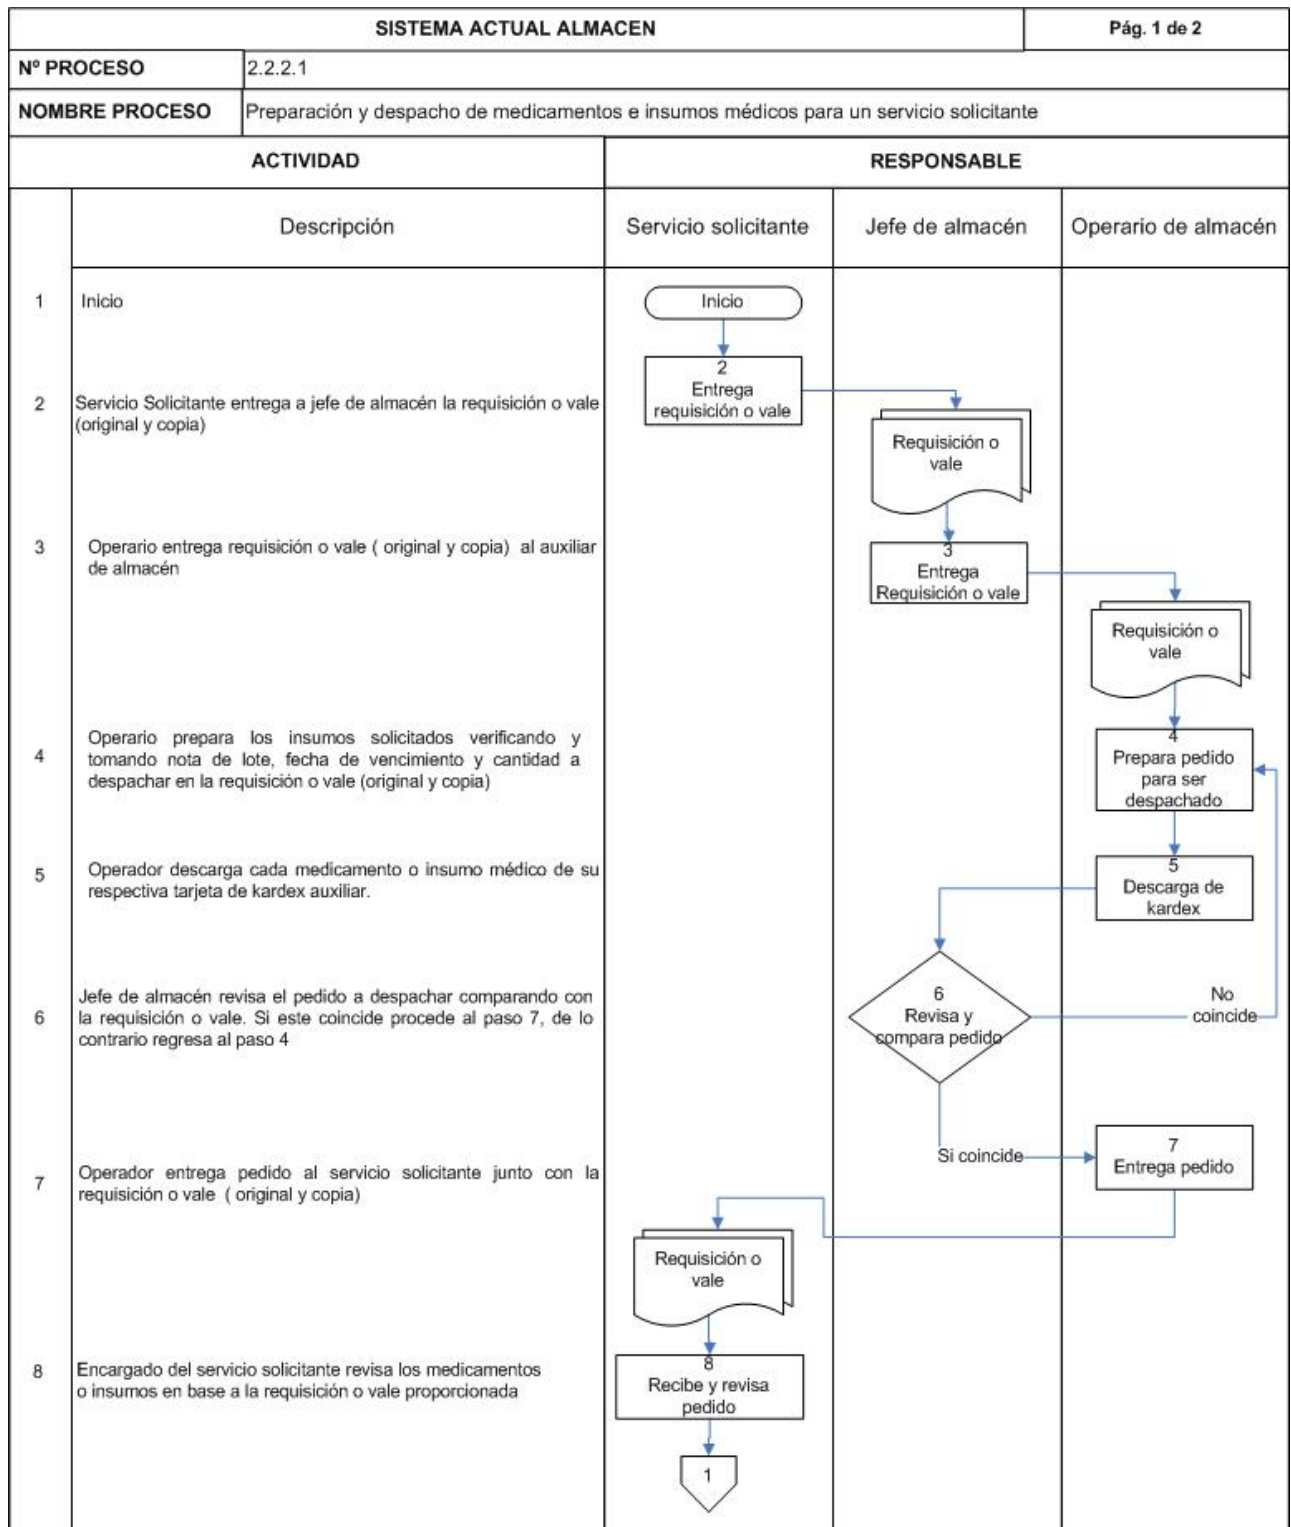 SISTEMA ACTUAL ALMACEN
Pág. 1 de 2
Nº PROCESO
2.2.2.1
NOMBRE PROCESO
Preparación y despacho de medicamentos e insumos médicos para un servicio solicitante
ACTIVIDAD
RESPONSABLE
Descripción
Servicio solicitante
Jefe de almacén
Operario de almacén
1
Inicio
Inicio
2
Servicio Solicitante entrega a jefe de almacén la requisición o vale
(original y copia)
2
Entrega
requisición o vale
Requisición o
vale
3
Operario entrega requisición o vale ( original y copia) al auxiliar
de almacén
3
Entrega
Requisición o vale
Requisición o
vale
4
Operario prepara los insumos solicitados verificando y
tomando nota de lote, fecha de vencimiento y cantidad a
despachar en la requisición o vale (original y copia)
4
Prepara pedido
para ser
despachado
5
Operador descarga cada medicamento o insumo médico de su
respectiva tarjeta de kardex auxiliar.
5
Descarga de
kardex
6
Jefe de almacén revisa el pedido a despachar comparando con
la requisición o vale. Si este coincide procede al paso 7, de lo
contrario regresa al paso 4
6
Revisa y
compara pedido
No
coincide
Si coincide
7
Operador entrega pedido al servicio solicitante junto con la
requisición o vale ( original y copia)
7
Entrega pedido
Requisición o
vale
8
Encargado del servicio solicitante revisa los medicamentos
o insumos en base a la requisición o vale proporcionada
8
Recibe y revisa
pedido
1